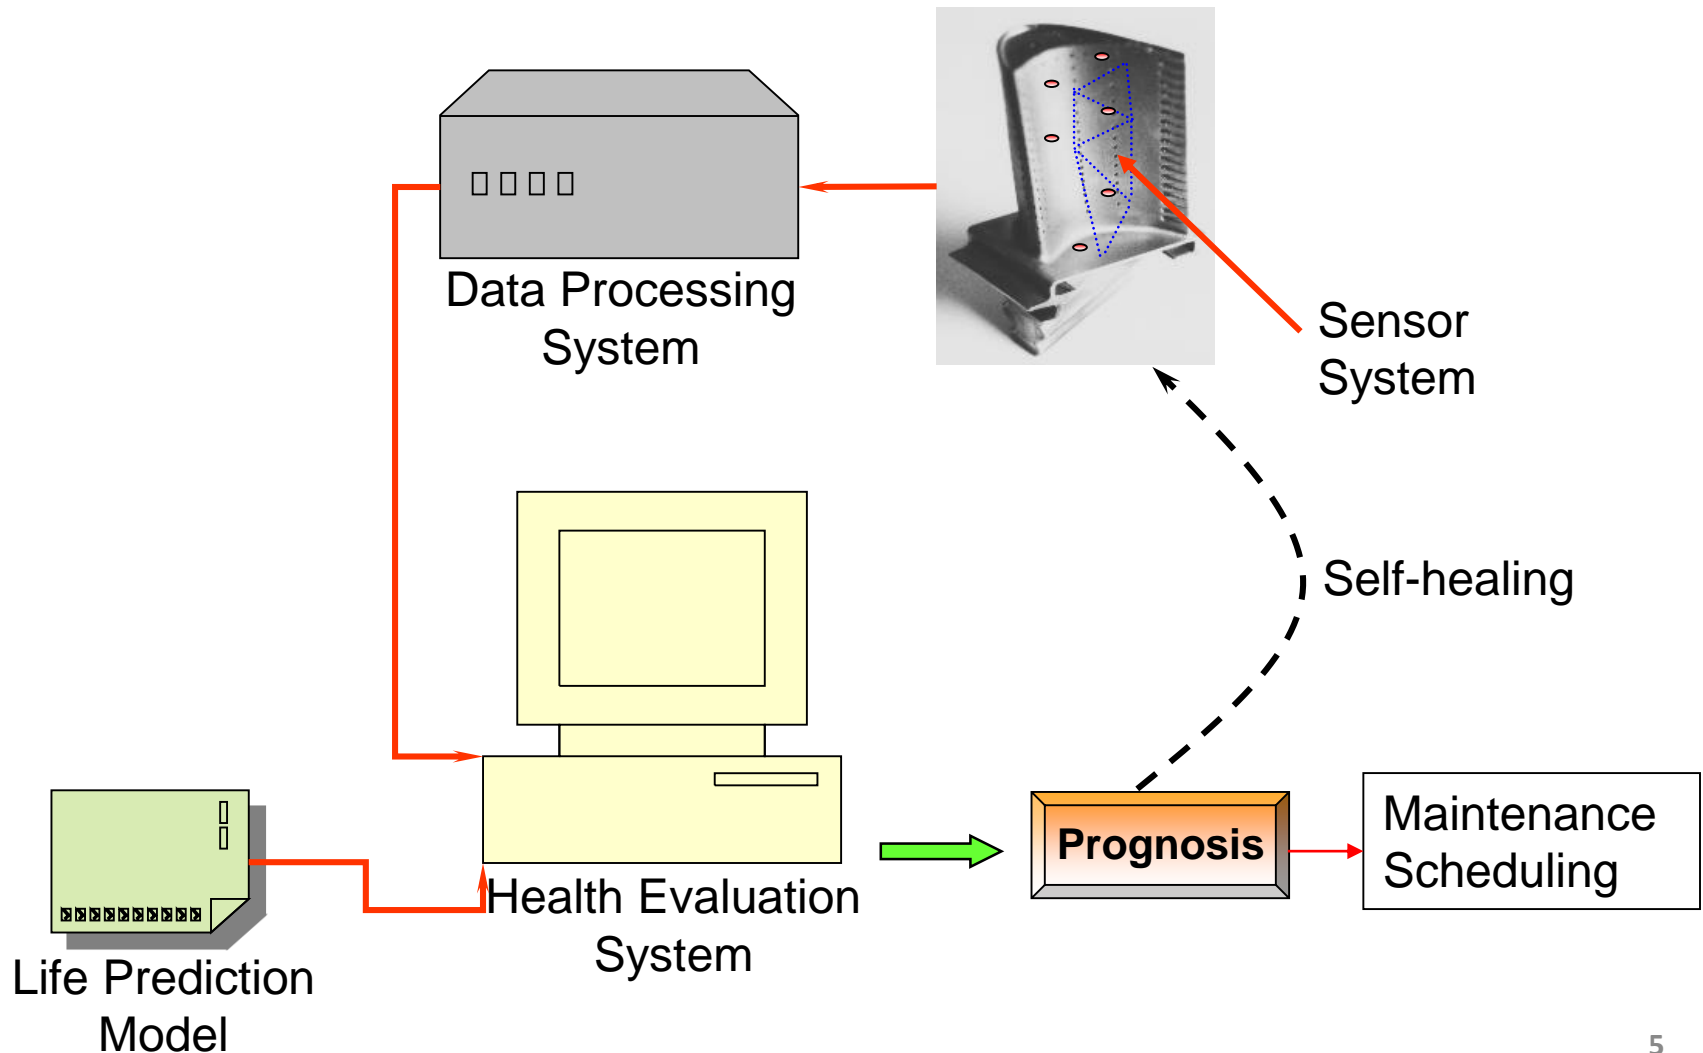 Data Processing
System
Sensor
System
Self-healing
Prognosis
Maintenance
Scheduling
Health Evaluation
System
Life Prediction
Model
5